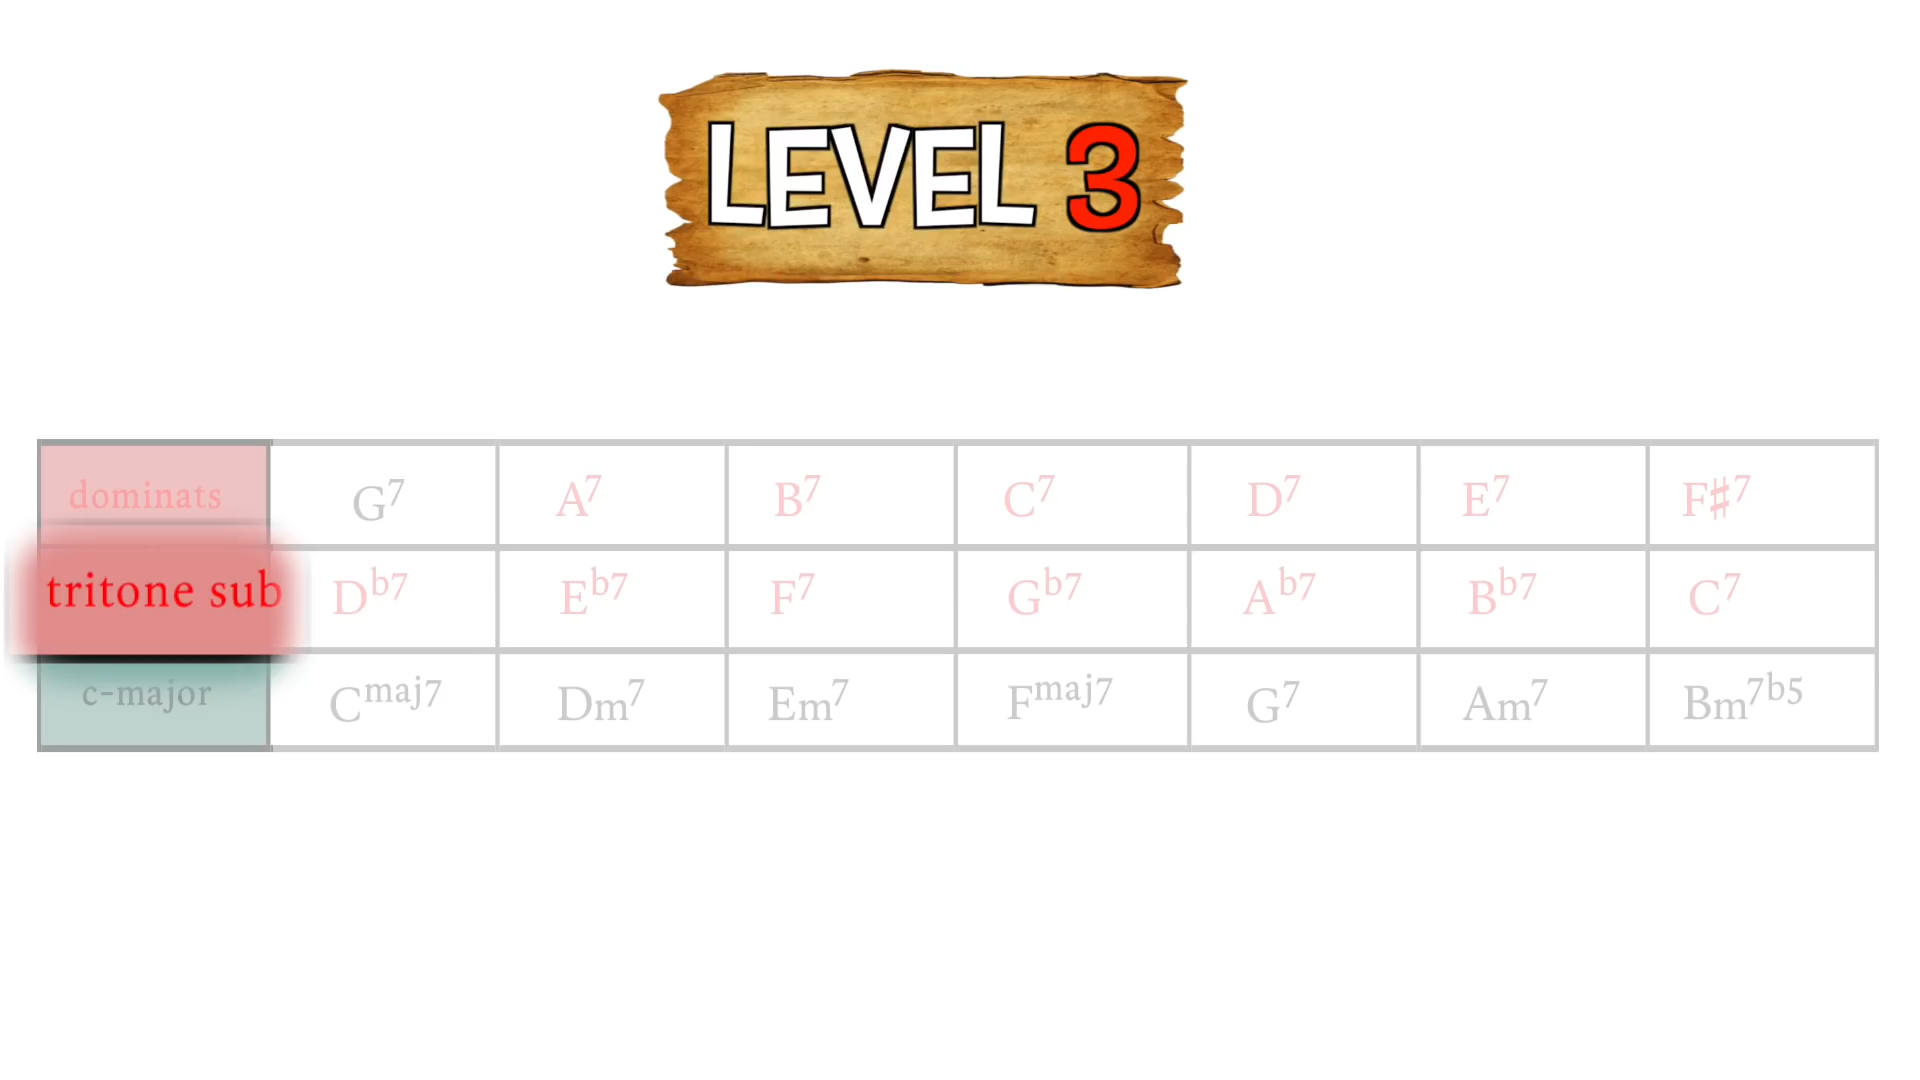 LEVEL 3
dominats G7 A7 B7 C7 D7 E7 F♯7
tritone sub Db7 Eb7 F7 Gb7 Ab7 Bb7 C7
c-major Cmaj7 Dm7 Em7 Fmaj7 G7 Am7 Bm7b5